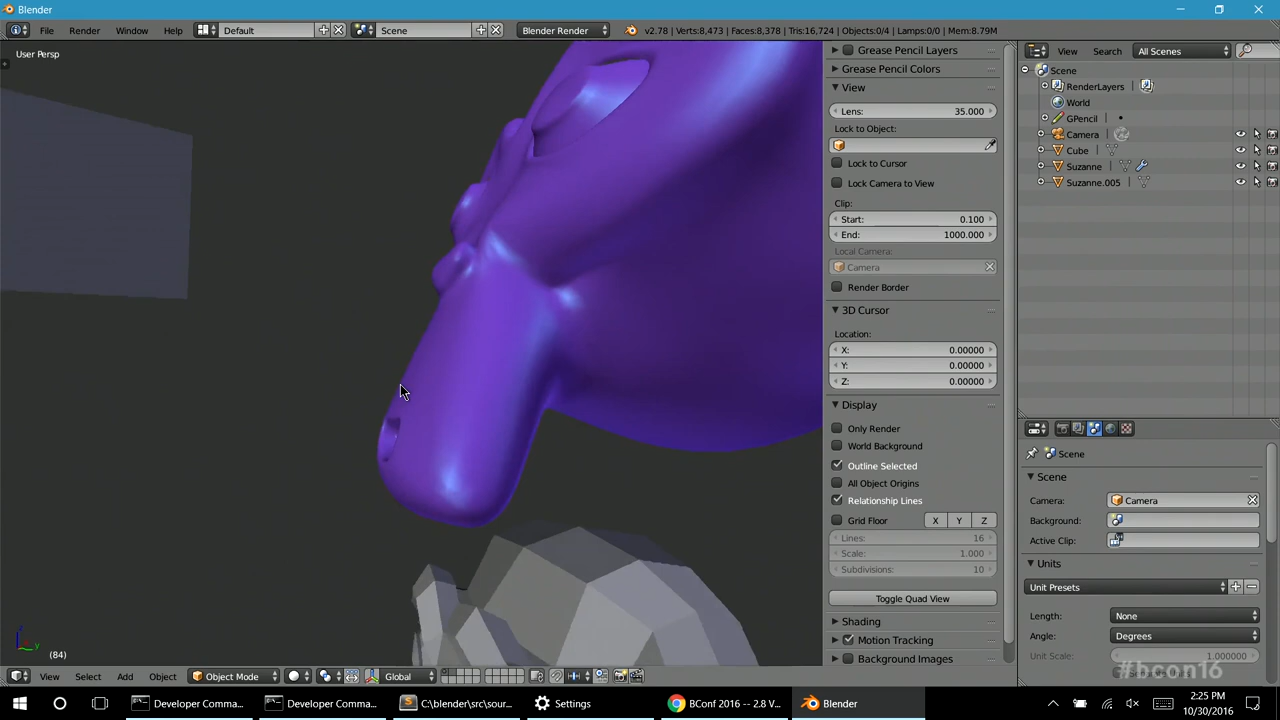 Blender
File Render Window Help Default Scene Blender Render v2.78 | Verts:8,473 | Faces:8,378 | Tris:16,724 | Objects:0/4 | Lamps:0/0 | Mem:8.79M
User Persp
(84)
View Select Add Object Object Mode Global
Grease Pencil Layers
Grease Pencil Colors
View
Lens: 35.000
Lock to Object:
Lock to Cursor
Lock Camera to View
Clip:
Start: 0.100
End: 1000.000
Local Camera:
Camera
Render Border
3D Cursor
Location:
X: 0.00000
Y: 0.00000
Z: 0.00000
Display
Only Render
World Background
Outline Selected
All Object Origins
Relationship Lines
Grid Floor X Y Z
Lines: 16
Scale: 1.000
Subdivisions: 10
Toggle Quad View
Shading
Motion Tracking
Background Images
View Search All Scenes
Scene
RenderLayers
World
GPencil
Camera
Cube
Suzanne
Suzanne.005
Scene
Scene
Camera: Camera
Background:
Active Clip:
Units
Unit Presets
Length: None
Angle: Degrees
Unit Scale: 1.000000
#bcon16
Developer Comma... Developer Comma... C:\blender\src\sour... Settings BConf 2016 -- 2.8 V... Blender
2:25 PM
10/30/2016